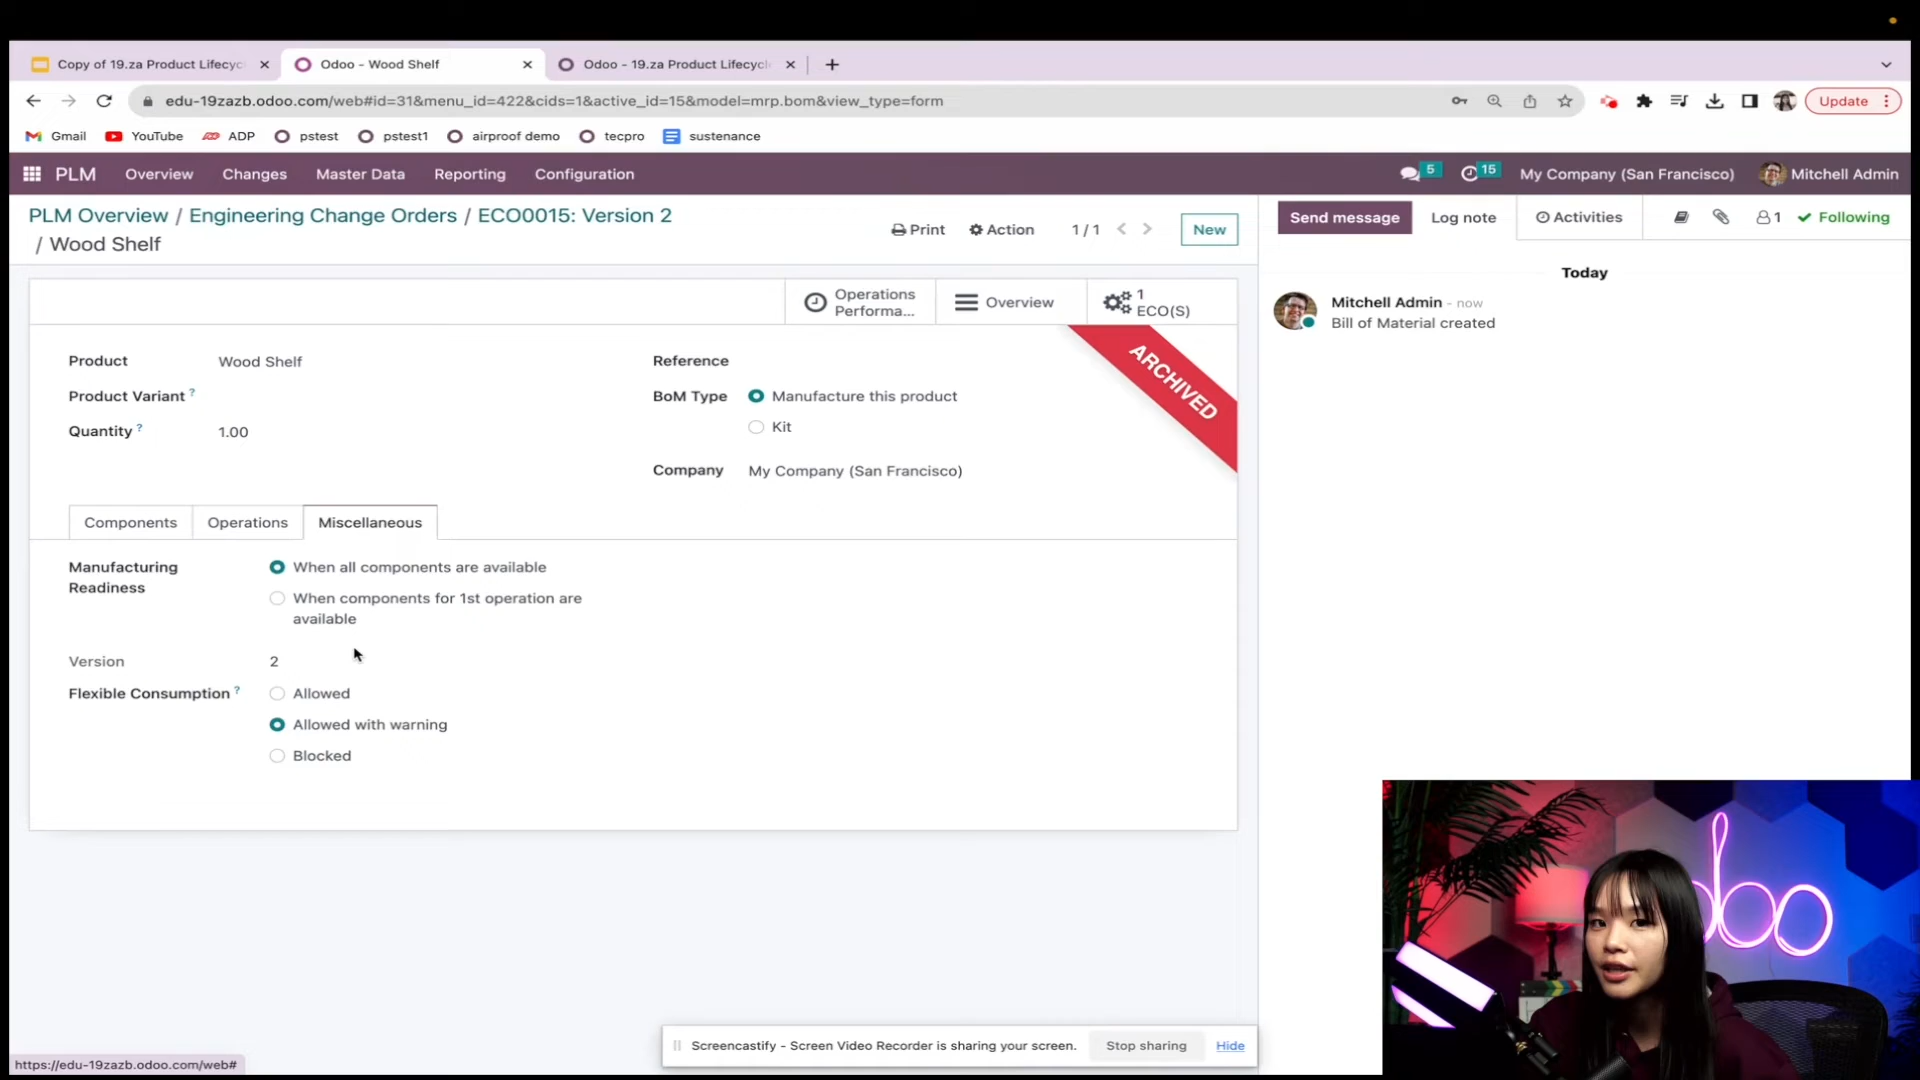 Copy of 19.za Product Lifecyc
Odoo - Wood Shelf
Odoo - 19.za Product Lifecycl
edu-19zazb.odoo.com/web#id=31&menu_id=422&cids=1&active_id=15&model=mrp.bom&view_type=form
Update
Gmail YouTube ADP pstest pstest1 airproof demo tecpro sustenance
PLM Overview Changes Master Data Reporting Configuration
5 15 My Company (San Francisco) Mitchell Admin
PLM Overview / Engineering Change Orders / ECO0015: Version 2
/ Wood Shelf
Print Action 1 / 1 New
Send message Log note Activities 1 Following
Operations
Performa...
Overview
1
ECO(S)
ARCHIVED
Product Wood Shelf
Product Variant ?
Quantity ? 1.00
Reference
BoM Type Manufacture this product
Kit
Company My Company (San Francisco)
Components Operations Miscellaneous
Manufacturing
Readiness
When all components are available
When components for 1st operation are
available
Version 2
Flexible Consumption ? Allowed
Allowed with warning
Blocked
Today
Mitchell Admin - now
Bill of Material created
odoo
Screencastify - Screen Video Recorder is sharing your screen. Stop sharing Hide
https://edu-19zazb.odoo.com/web#